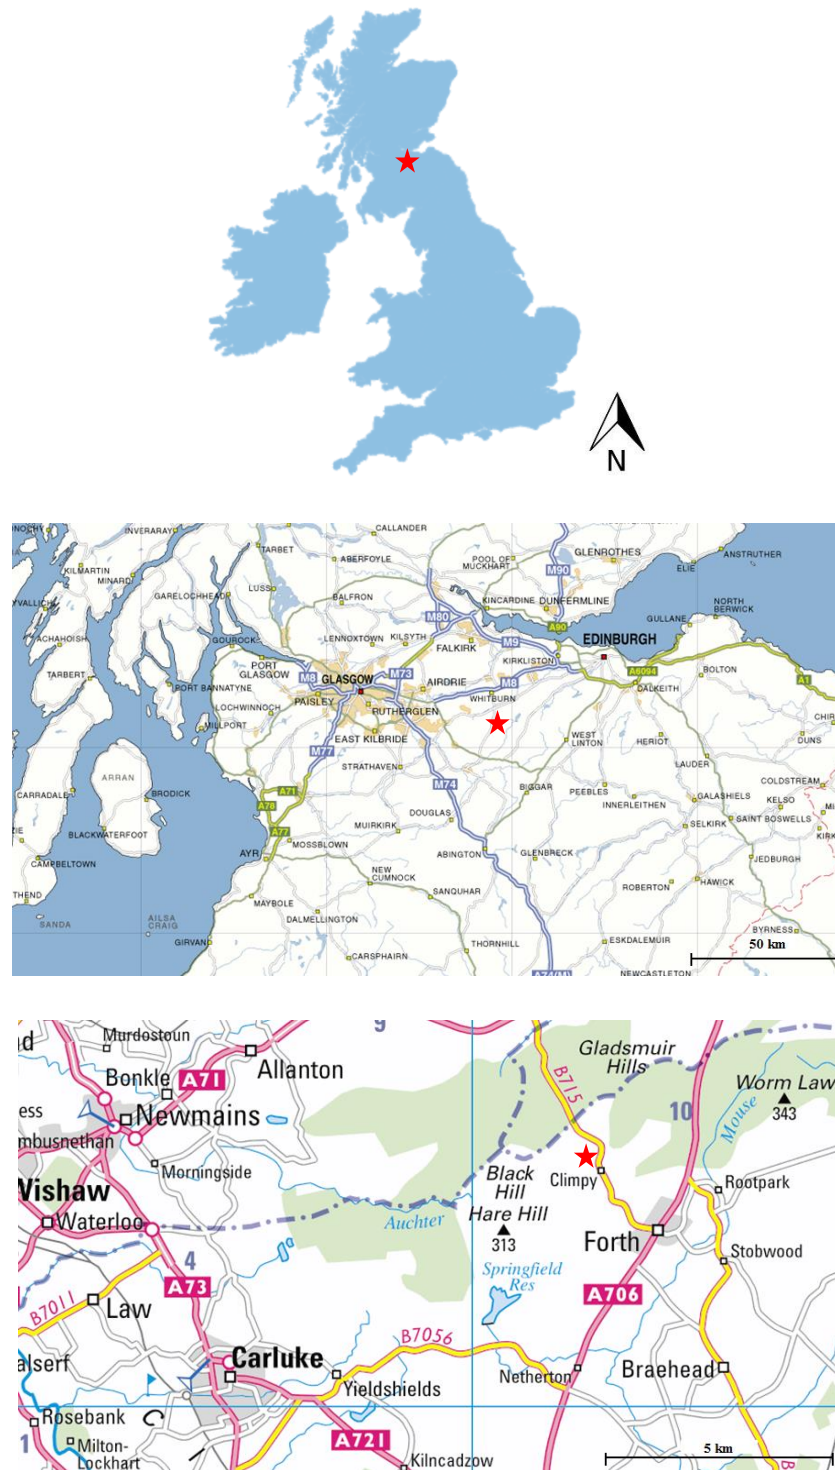 N
INVERARAY
TARBET
CALLANDER
ABERFOYLE
POOL OF
MUCKHART
M90
GLENROTHES
ELIE
ANSTRUTHER
KILMARTIN
MINARD
GARELOCHHEAD
LUSS
BALFRON
KINCARDINE
DUNFERMLINE
NORTH
BERWICK
GULLANE
M80
A90
ACHAHOISH
GOUROCK
LENNOXTOWN
KILSYTH
FALKIRK
M9
EDINBURGH
KIRKLISTON
TARBERT
PORT
GLASGOW
M8
GLASGOW
M73
AIRDRIE
M8
A6094
BOLTON
A1
DALKEITH
PORT BANNATYNE
PAISLEY
RUTHERGLEN
WHITBURN
LOCHWINNOCH
MILLPORT
EAST KILBRIDE
WEST
LINTON
HERIOT
DUNS
M77
STRATHAVEN
LAUDER
ARRAN
M74
COLDSTREAM
CARRADALE
BRODICK
A71
A78
BIGGAR
PEEBLES
INNERLEITHEN
GALASHIELS
KELSO
BLACKWATERFOOT
A77
DOUGLAS
SAINT BOSWELLS
MUIRKIRK
SELKIRK
MOSSBLOWN
AYR
ABINGTON
GLENBRECK
JEDBURGH
CAMPBELTOWN
NEW
CUMNOCK
SANQUHAR
ROBERTON
HAWICK
MAYBOLE
SANDA
AILSA
CRAIG
DALMELLINGTON
BYRNESS
GIRVAN
THORNHILL
ESKDALEMUIR
50 km
CARSPHAIRN
A74(M)
NEWCASTLETON
9
Murdostoun
Gladsmuir
Hills
Allanton
Bonkle
A71
B715
Worm Law
343
10
Mouse
Newmains
mbusnethan
Morningside
Climpy
Black
Hill
Rootpark
Wishaw
Waterloo
Auchter
Hare Hill
313
Forth
Stobwood
4
Springfield
Res
A73
A706
B7011
Law
B7056
Carluke
Yieldshields
Netherton
Braehead
Rosebank
A721
1
Milton-
Lockhart
Kilncadzow
5 km